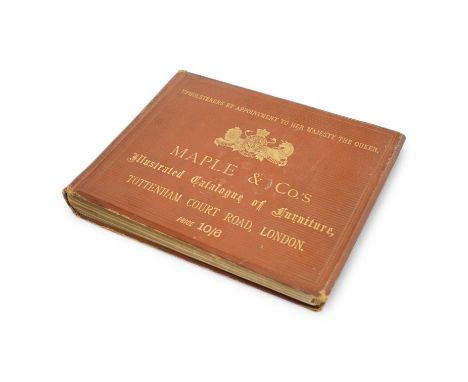 UPHOLSTERERS BY APPOINTMENT TO HER MAJESTY THE QUEEN.
MAPLE & CO:S
Illustrated Catalogue of Furniture,
TOTTENHAM COURT ROAD, LONDON.
PRICE 10/6